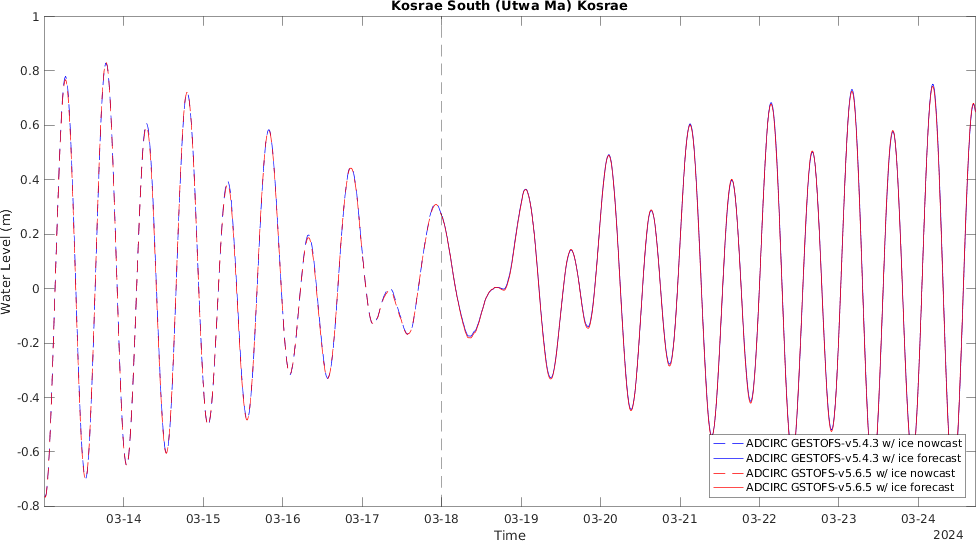 Kosrae South (Utwa Ma) Kosrae
1
0.8
0.6
0.4
0.2
0
-0.2
-0.4
-0.6
-0.8
Water Level (m)
ADCIRC GESTOFS-v5.4.3 w/ ice nowcast
ADCIRC GESTOFS-v5.4.3 w/ ice forecast
ADCIRC GSTOFS-v5.6.5 w/ ice nowcast
ADCIRC GSTOFS-v5.6.5 w/ ice forecast
03-14 03-15 03-16 03-17 03-18 03-19 03-20 03-21 03-22 03-23 03-24
Time
2024